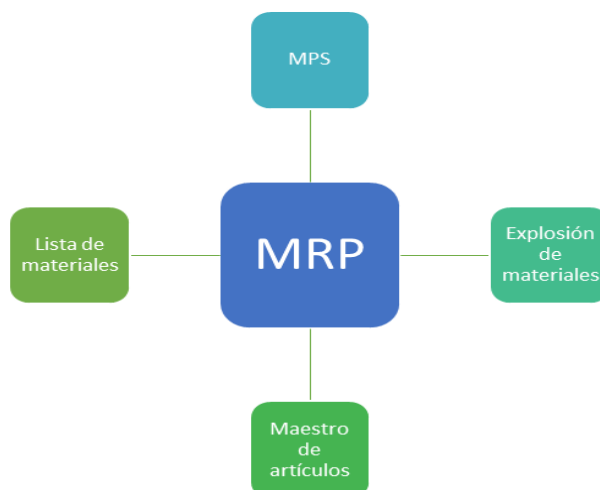 MPS
Lista de
materiales
MRP
Explosión
de
materiales
Maestro
de
artículos